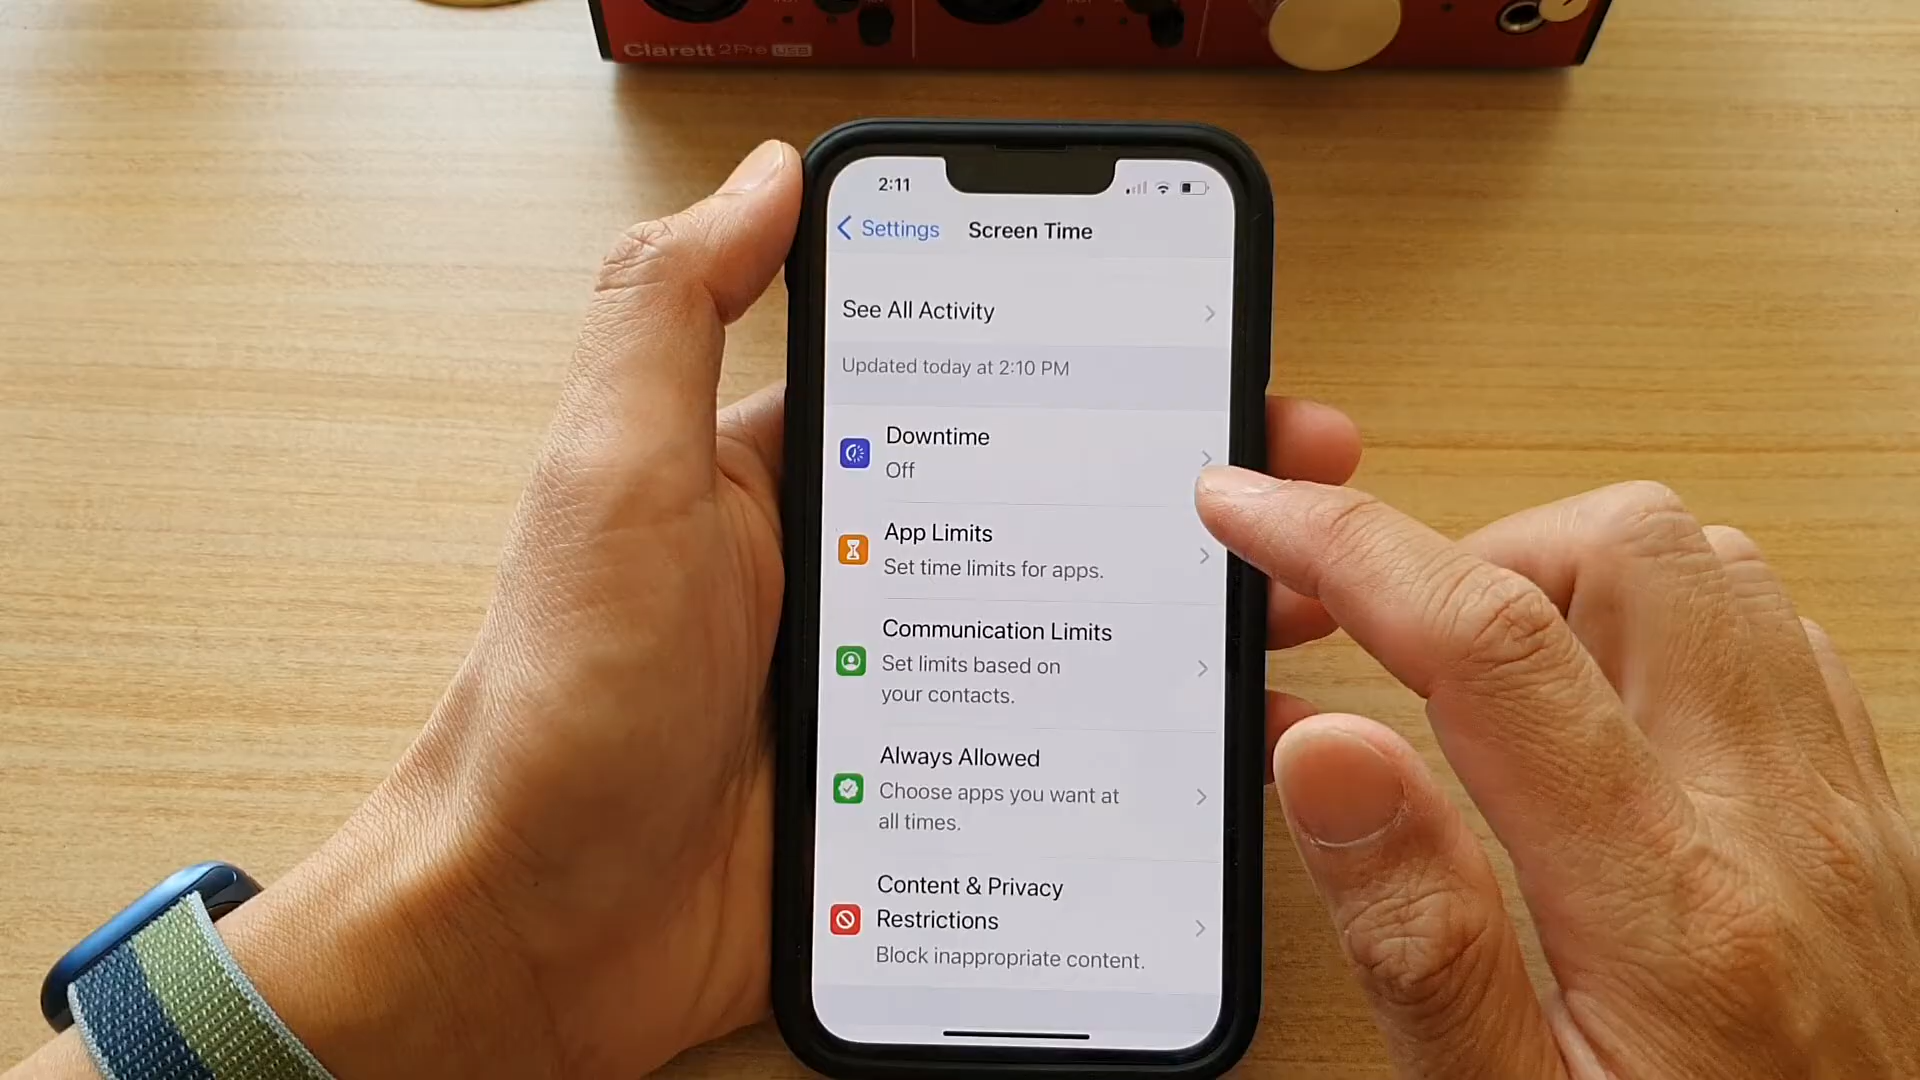 Clarett 2Pre USB
2:11
Settings
Screen Time
See All Activity
Updated today at 2:10 PM
Downtime
Off
App Limits
Set time limits for apps.
Communication Limits
Set limits based on
your contacts.
Always Allowed
Choose apps you want at
all times.
Content & Privacy
Restrictions
Block inappropriate content.